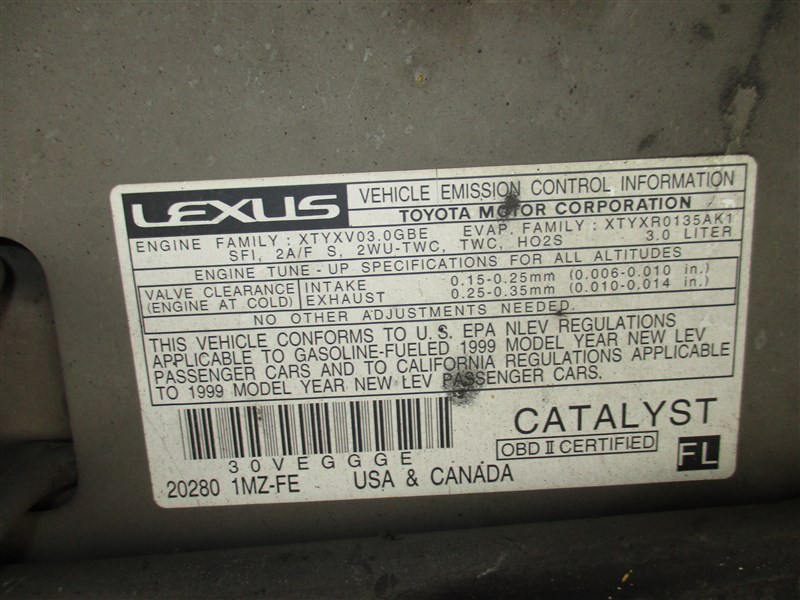 LEXUS
VEHICLE EMISSION CONTROL INFORMATION
TOYOTA MOTOR CORPORATION
ENGINE FAMILY : XTYXV03.0GBE EVAP. FAMILY : XTYXR0135AK1
SFI, 2A/F S, 2WU-TWC, TWC, HO2S 3.0 LITER
ENGINE TUNE-UP SPECIFICATIONS FOR ALL ALTITUDES
VALVE CLEARANCE INTAKE 0.15-0.25mm (0.006-0.010 in.)
(ENGINE AT COLD) EXHAUST 0.25-0.35mm (0.010-0.014 in.)
NO OTHER ADJUSTMENTS NEEDED.
THIS VEHICLE CONFORMS TO U.S. EPA NLEV REGULATIONS
APPLICABLE TO GASOLINE-FUELED 1999 MODEL YEAR NEW LEV
PASSENGER CARS AND TO CALIFORNIA REGULATIONS APPLICABLE
TO 1999 MODEL YEAR NEW LEV PASSENGER CARS.
CATALYST
OBD II CERTIFIED
30VEGGGE
FL
20280 1MZ-FE USA & CANADA